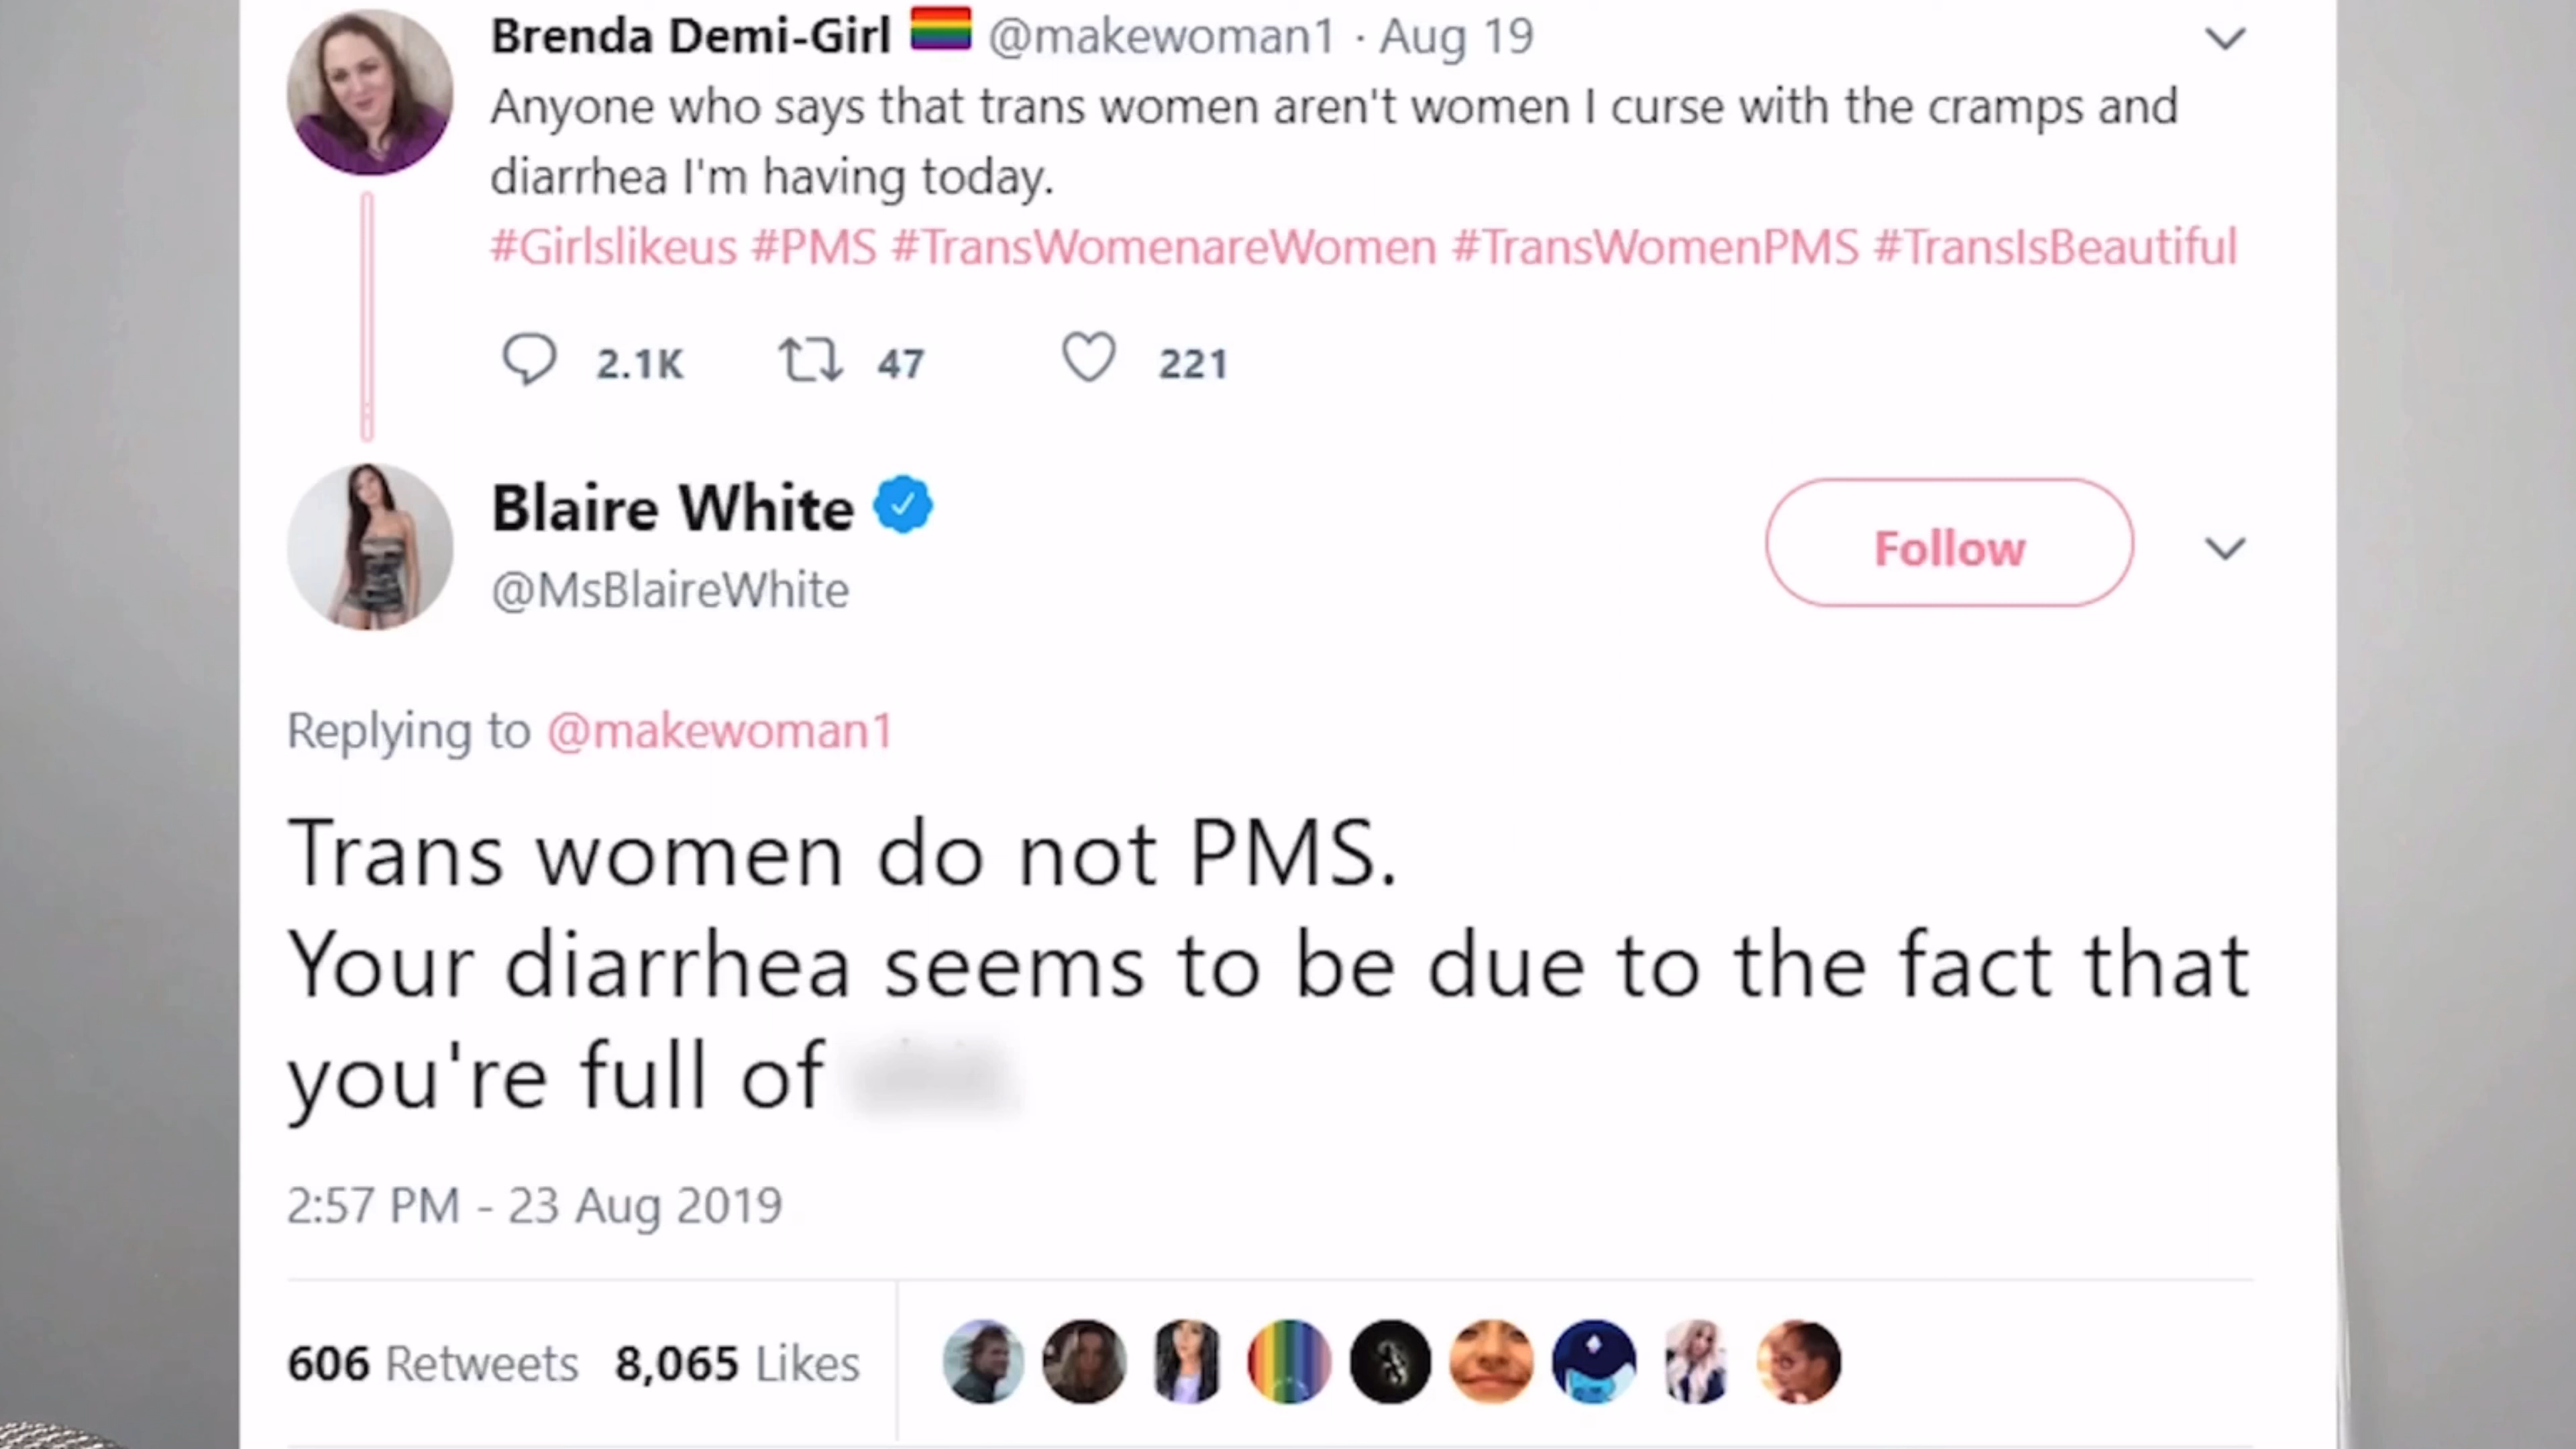 Brenda Demi-Girl @makewoman1 · Aug 19
Anyone who says that trans women aren't women I curse with the cramps and
diarrhea I'm having today.
#Girlslikeus #PMS #TransWomenareWomen #TransWomenPMS #TransIsBeautiful
2.1K 47 221
Blaire White
@MsBlaireWhite
Follow
Replying to @makewoman1
Trans women do not PMS.
Your diarrhea seems to be due to the fact that
you're full of
2:57 PM - 23 Aug 2019
606 Retweets 8,065 Likes